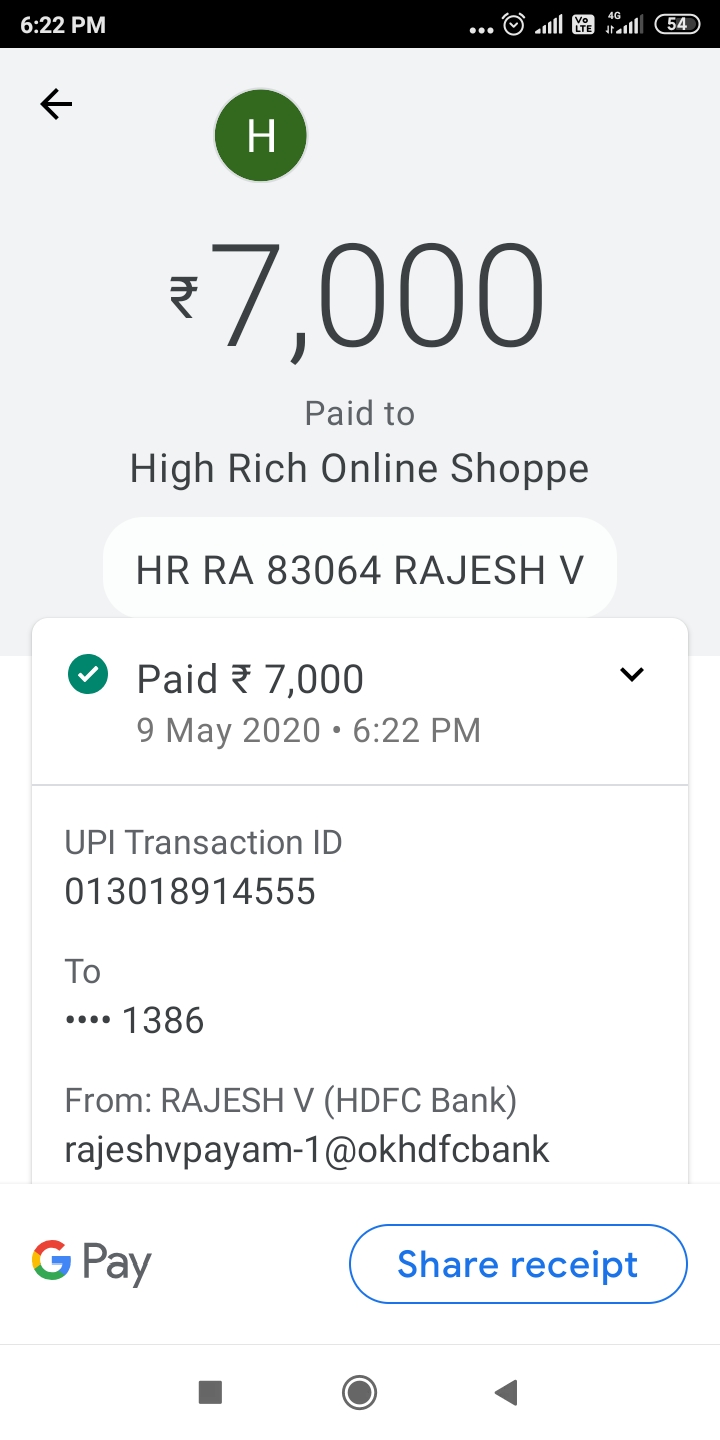 6:22 PM
Vo LTE 4G 54
H
₹7,000
Paid to
High Rich Online Shoppe
HR RA 83064 RAJESH V
Paid ₹ 7,000
9 May 2020 • 6:22 PM
UPI Transaction ID
013018914555
To
•••• 1386
From: RAJESH V (HDFC Bank)
rajeshvpayam-1@okhdfcbank
G Pay
Share receipt